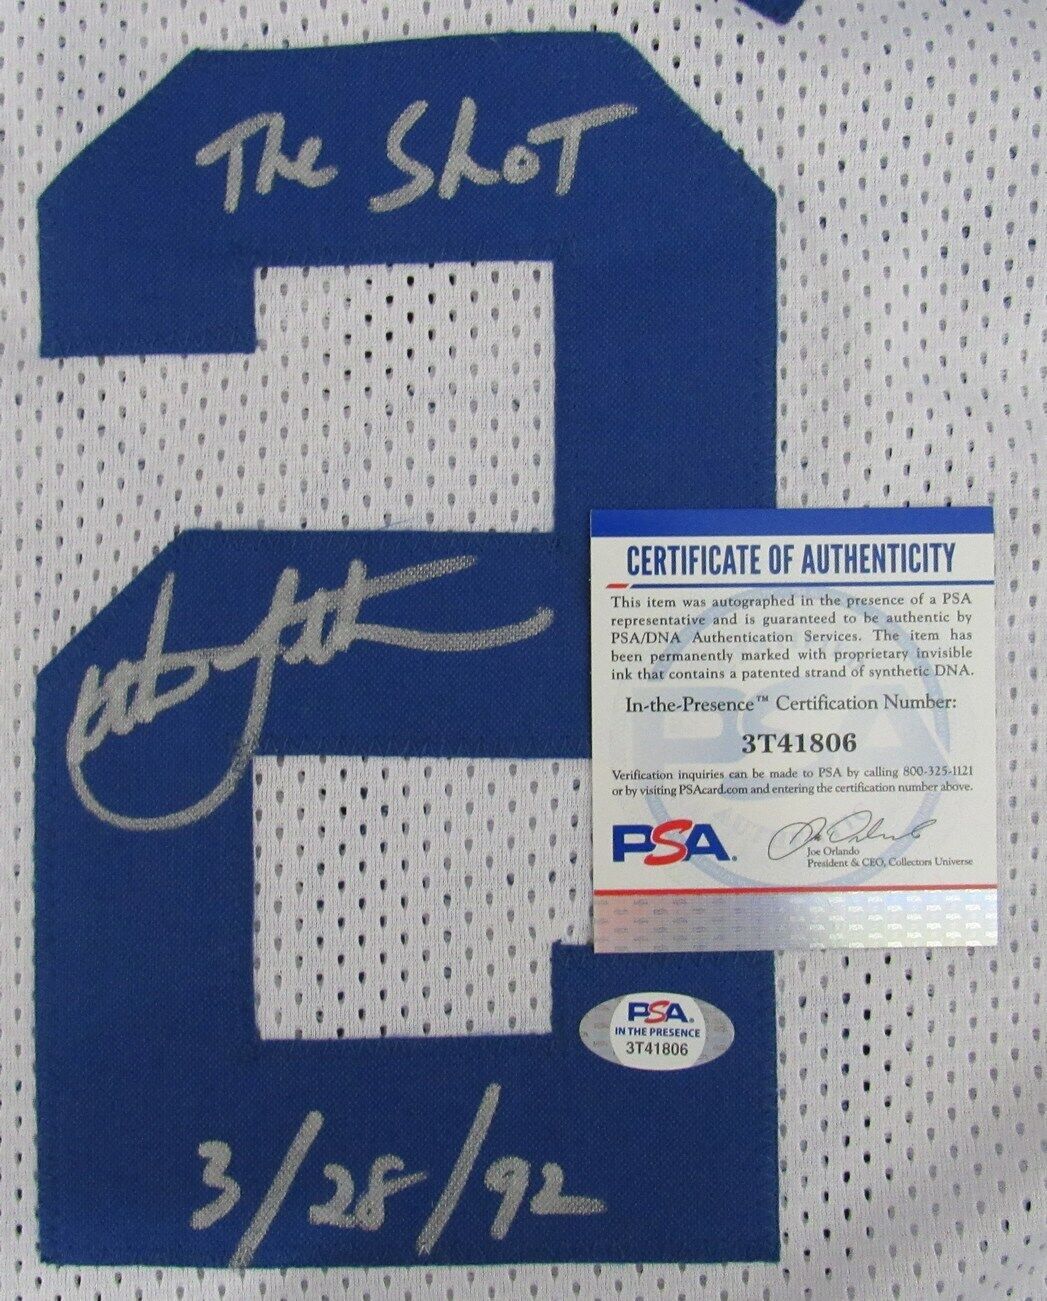 The Shot
CERTIFICATE OF AUTHENTICITY
This item was autographed in the presence of a PSA
representative and is guaranteed to be authentic by
PSA/DNA Authentication Services. The item has
been permanently marked with proprietary invisible
ink that contains a patented strand of synthetic DNA.
In-the-Presence™ Certification Number:
3T41806
Verification inquiries can be made to PSA by calling 800-325-1121
or by visiting PSAcard.com and entering the certification number above.
PSA.
Joe Orlando
President & CEO, Collectors Universe
PSA.
IN THE PRESENCE
3T41806
3/28/92